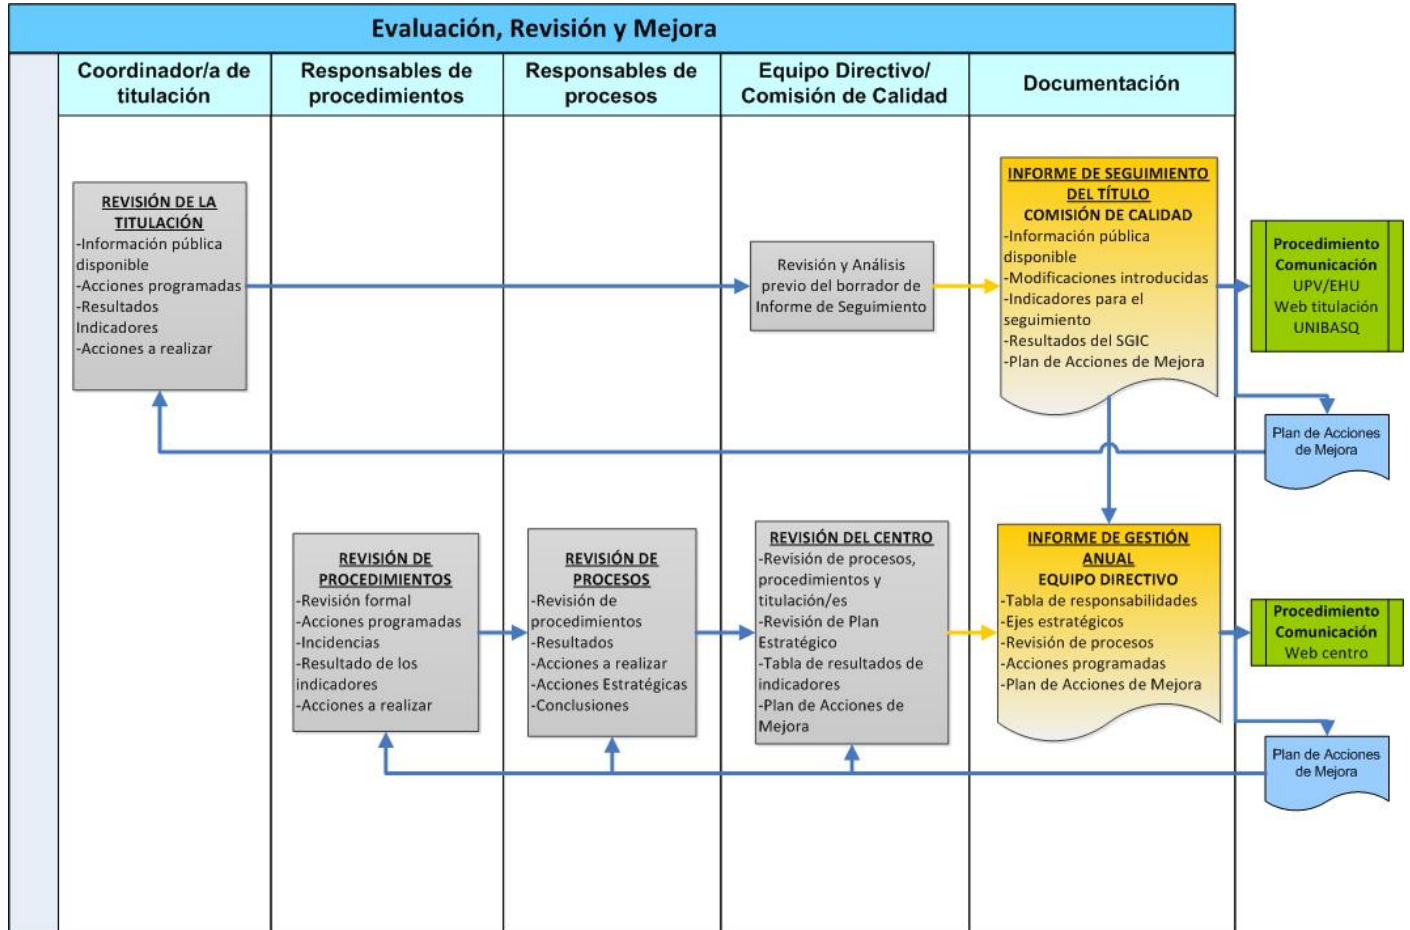 Evaluación, Revisión y Mejora
Coordinador/a de
titulación
Responsables de
procedimientos
Responsables de
procesos
Equipo Directivo/
Comisión de Calidad
Documentación
REVISIÓN DE LA
TITULACIÓN
-Información pública
disponible
-Acciones programadas
-Resultados
Indicadores
-Acciones a realizar
Revisión y Análisis
previo del borrador de
Informe de Seguimiento
INFORME DE SEGUIMIENTO
DEL TÍTULO
COMISIÓN DE CALIDAD
-Información pública
disponible
-Modificaciones introducidas
-Indicadores para el
seguimiento
-Resultados del SGIC
-Plan de Acciones de Mejora
Procedimiento
Comunicación
UPV/EHU
Web titulación
UNIBASQ
Plan de Acciones
de Mejora
REVISIÓN DE
PROCEDIMIENTOS
-Revisión formal
-Acciones programadas
-Incidencias
-Resultado de los
indicadores
-Acciones a realizar
REVISIÓN DE
PROCESOS
-Revisión de
procedimientos
-Resultados
-Acciones a realizar
-Acciones Estratégicas
-Conclusiones
REVISIÓN DEL CENTRO
-Revisión de procesos,
procedimientos y
titulación/es
-Revisión de Plan
Estratégico
-Tabla de resultados de
indicadores
-Plan de Acciones de
Mejora
INFORME DE GESTIÓN
ANUAL
EQUIPO DIRECTIVO
-Tabla de responsabilidades
-Ejes estratégicos
-Revisión de procesos
-Acciones programadas
-Plan de Acciones de Mejora
Procedimiento
Comunicación
Web centro
Plan de Acciones
de Mejora